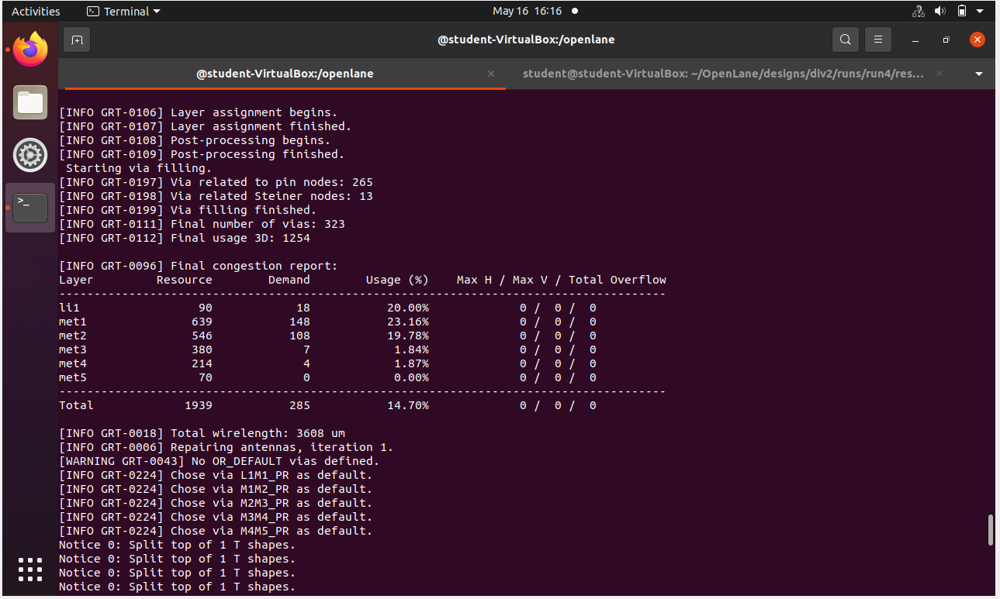 Activities Terminal May 16 16:16
@student-VirtualBox:/openlane
@student-VirtualBox:/openlane student@student-VirtualBox: ~/OpenLane/designs/div2/runs/run4/res...
[INFO GRT-0106] Layer assignment begins.
[INFO GRT-0107] Layer assignment finished.
[INFO GRT-0108] Post-processing begins.
[INFO GRT-0109] Post-processing finished.
 Starting via filling.
[INFO GRT-0197] Via related to pin nodes: 265
[INFO GRT-0198] Via related Steiner nodes: 13
[INFO GRT-0199] Via filling finished.
[INFO GRT-0111] Final number of vias: 323
[INFO GRT-0112] Final usage 3D: 1254
[INFO GRT-0096] Final congestion report:
Layer Resource Demand Usage (%) Max H / Max V / Total Overflow
---------------------------------------------------------------------------------------
li1 90 18 20.00% 0 / 0 / 0
met1 639 148 23.16% 0 / 0 / 0
met2 546 108 19.78% 0 / 0 / 0
met3 380 7 1.84% 0 / 0 / 0
met4 214 4 1.87% 0 / 0 / 0
met5 70 0 0.00% 0 / 0 / 0
---------------------------------------------------------------------------------------
Total 1939 285 14.70% 0 / 0 / 0
[INFO GRT-0018] Total wirelength: 3608 um
[INFO GRT-0006] Repairing antennas, iteration 1.
[WARNING GRT-0043] No OR_DEFAULT vias defined.
[INFO GRT-0224] Chose via L1M1_PR as default.
[INFO GRT-0224] Chose via M1M2_PR as default.
[INFO GRT-0224] Chose via M2M3_PR as default.
[INFO GRT-0224] Chose via M3M4_PR as default.
[INFO GRT-0224] Chose via M4M5_PR as default.
Notice 0: Split top of 1 T shapes.
Notice 0: Split top of 1 T shapes.
Notice 0: Split top of 1 T shapes.
Notice 0: Split top of 1 T shapes.